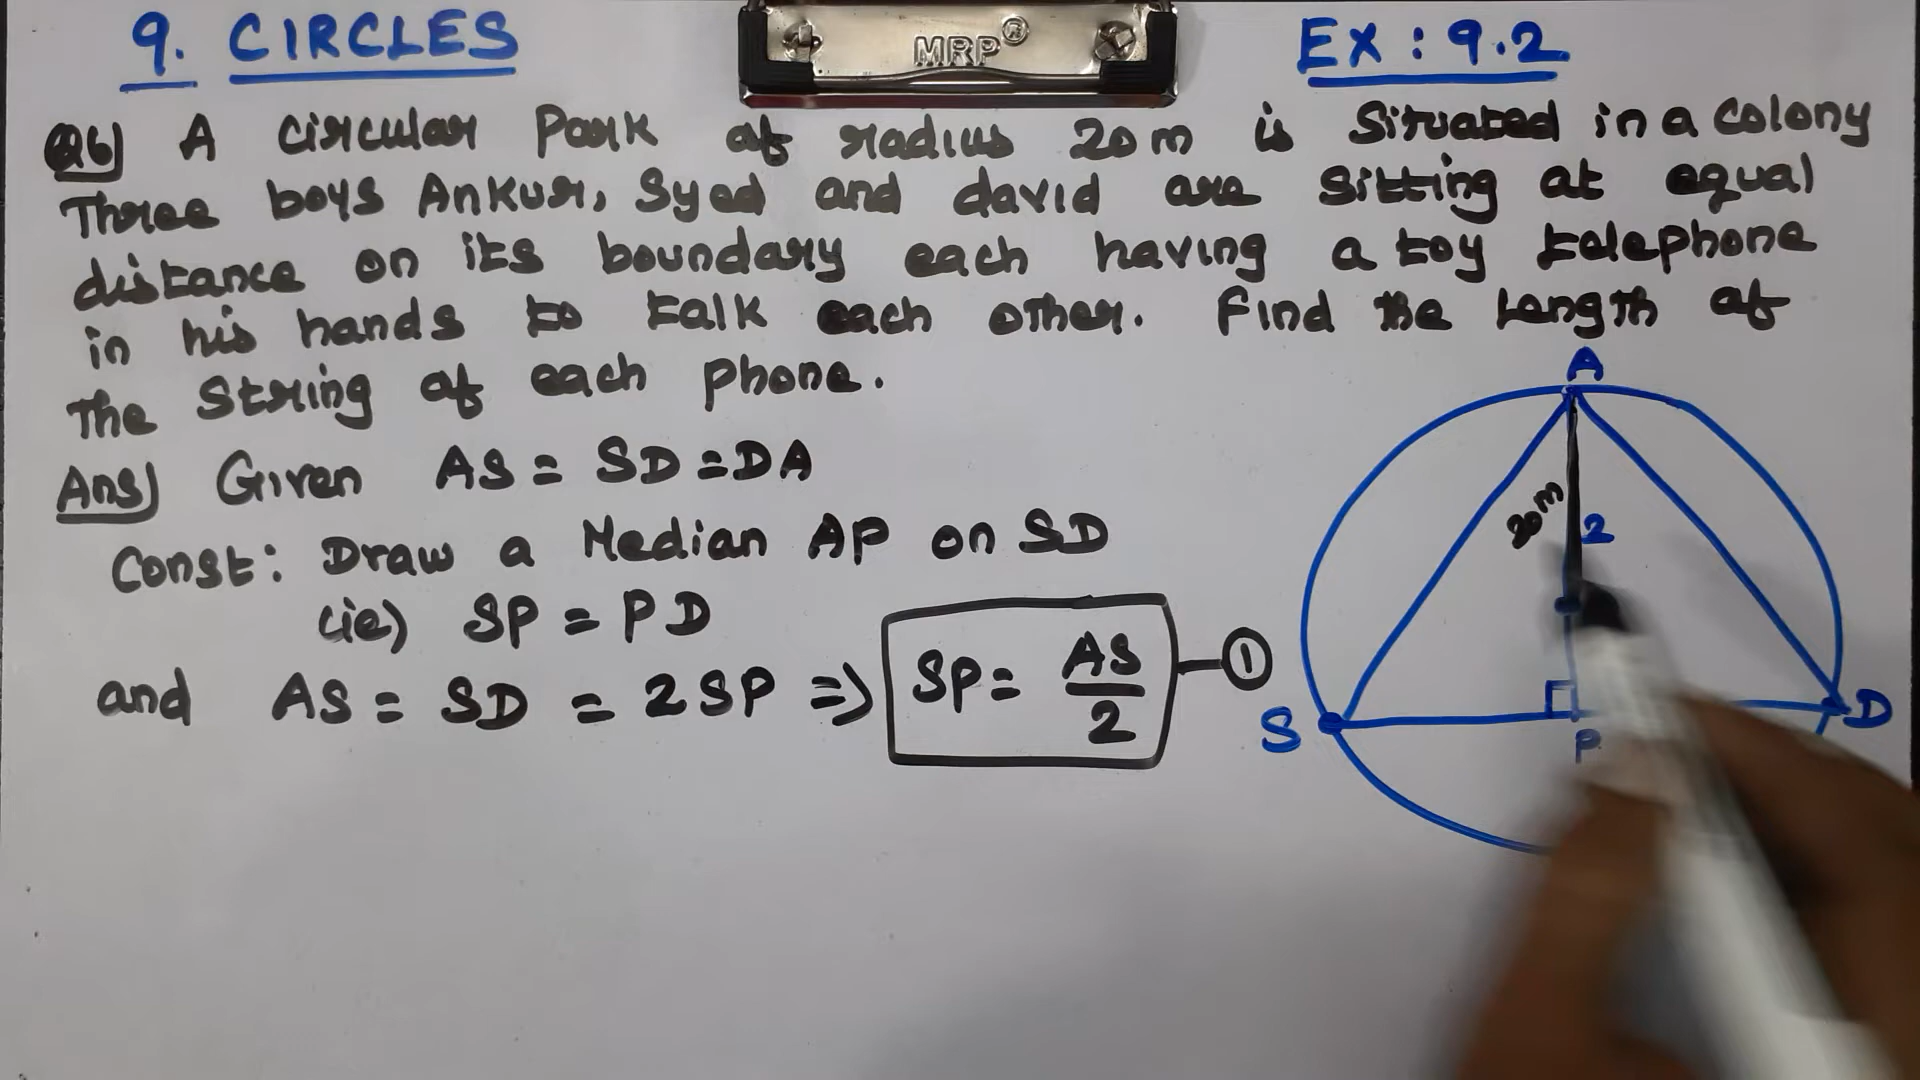 9. CIRCLES
MRP®
EX : 9.2
Q6) A circular Park of radius 20m is Situated in a colony
Three boys Ankur, Syed and david are sitting at equal
distance on its boundary each having a toy telephone
in his hands to talk each other. Find the Length of
The String of each phone.
Ans) Given AS = SD = DA
Const: Draw a Median AP on SD
(ie) SP = PD
and AS = SD = 2SP ⇒ SP = AS/2 — ①
A
20m
2
S
P
D